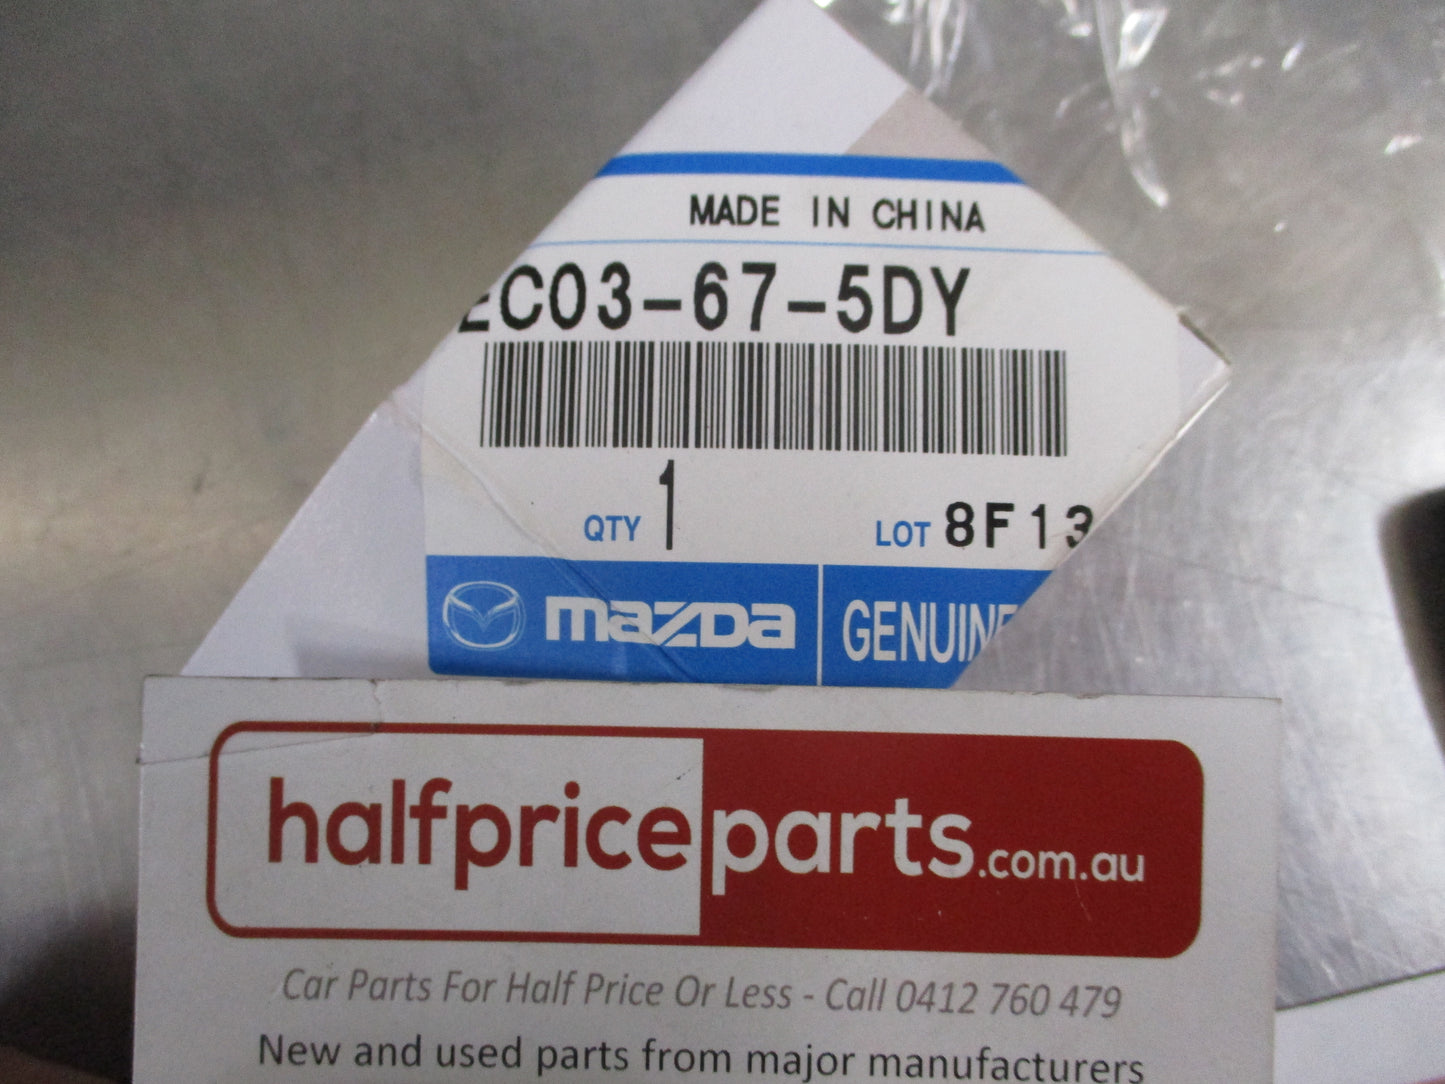 MADE IN CHINA
EC03-67-5DY
QTY 1
LOT 8F13
mazda GENUINE
halfpriceparts.com.au
Car Parts For Half Price Or Less - Call 0412 760 479
New and used parts from major manufacturers